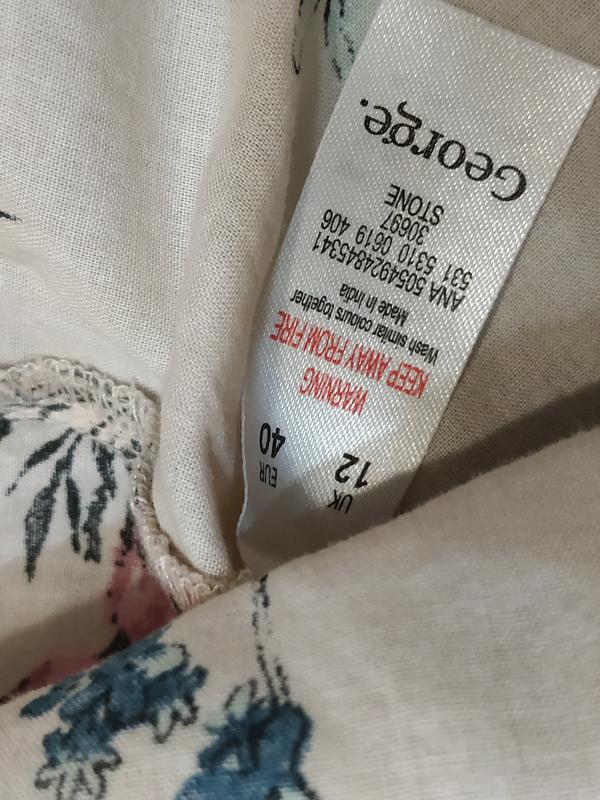 UK EUR
12 40
WARNING
KEEP AWAY FROM FIRE
Wash similar colours together
Made in India
ANA 5054924845341
531 5310 0619 406
30697
STONE
George.